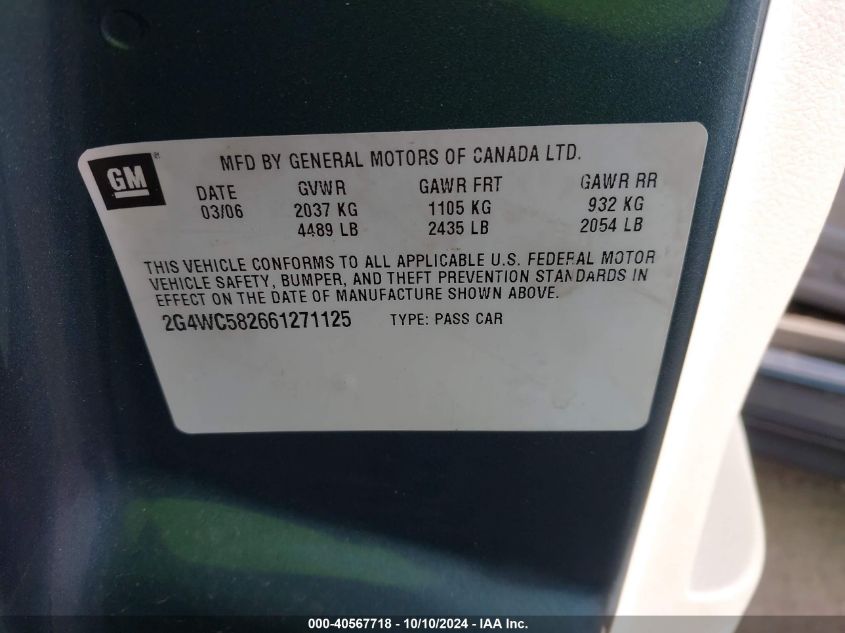 GM
MFD BY GENERAL MOTORS OF CANADA LTD.
DATE GVWR GAWR FRT GAWR RR
03/06 2037 KG 1105 KG 932 KG
4489 LB 2435 LB 2054 LB
THIS VEHICLE CONFORMS TO ALL APPLICABLE U.S. FEDERAL MOTOR
VEHICLE SAFETY, BUMPER, AND THEFT PREVENTION STANDARDS IN
EFFECT ON THE DATE OF MANUFACTURE SHOWN ABOVE.
2G4WC582661271125 TYPE: PASS CAR
000-40567718 - 10/10/2024 - IAA Inc.